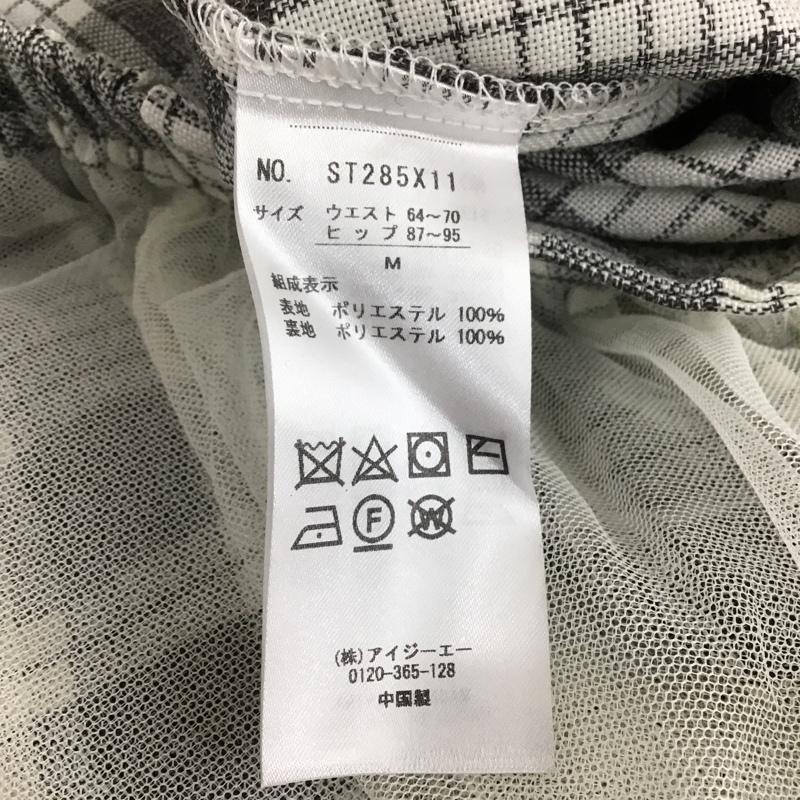 NO. ST285X11
サイズ ウエスト 64〜70
ヒップ 87〜95
M
組成表示
表地 ポリエステル 100%
裏地 ポリエステル 100%
F W
(株)アイジーエー
0120-365-128
中国製